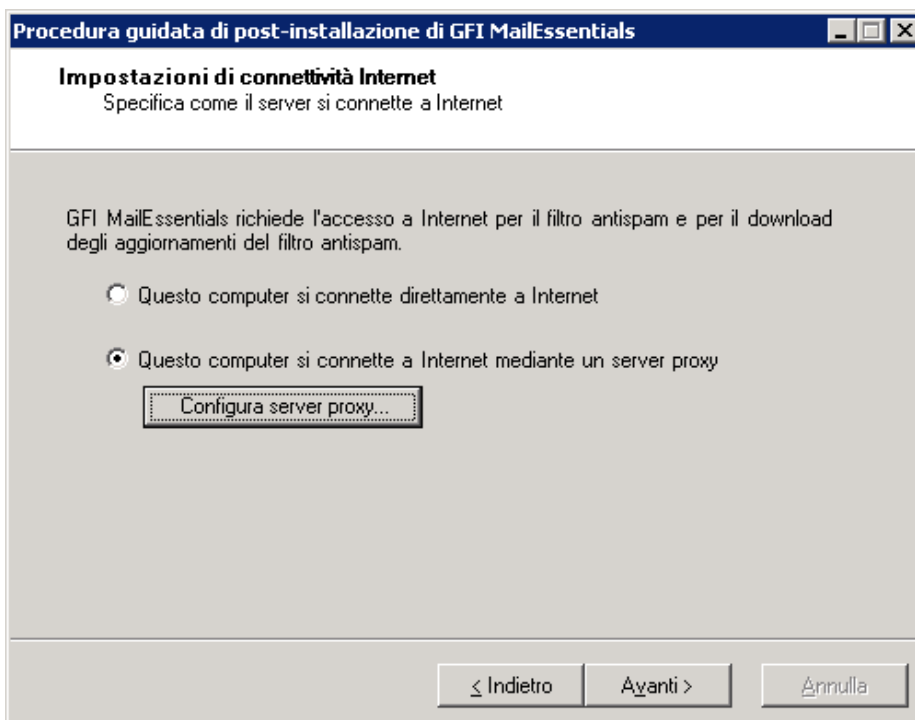 Procedura guidata di post-installazione di GFI MailEssentials
Impostazioni di connettività Internet
Specifica come il server si connette a Internet
GFI MailEssentials richiede l'accesso a Internet per il filtro antispam e per il download
degli aggiornamenti del filtro antispam.
Questo computer si connette direttamente a Internet
Questo computer si connette a Internet mediante un server proxy
Configura server proxy...
< Indietro
Avanti >
Annulla